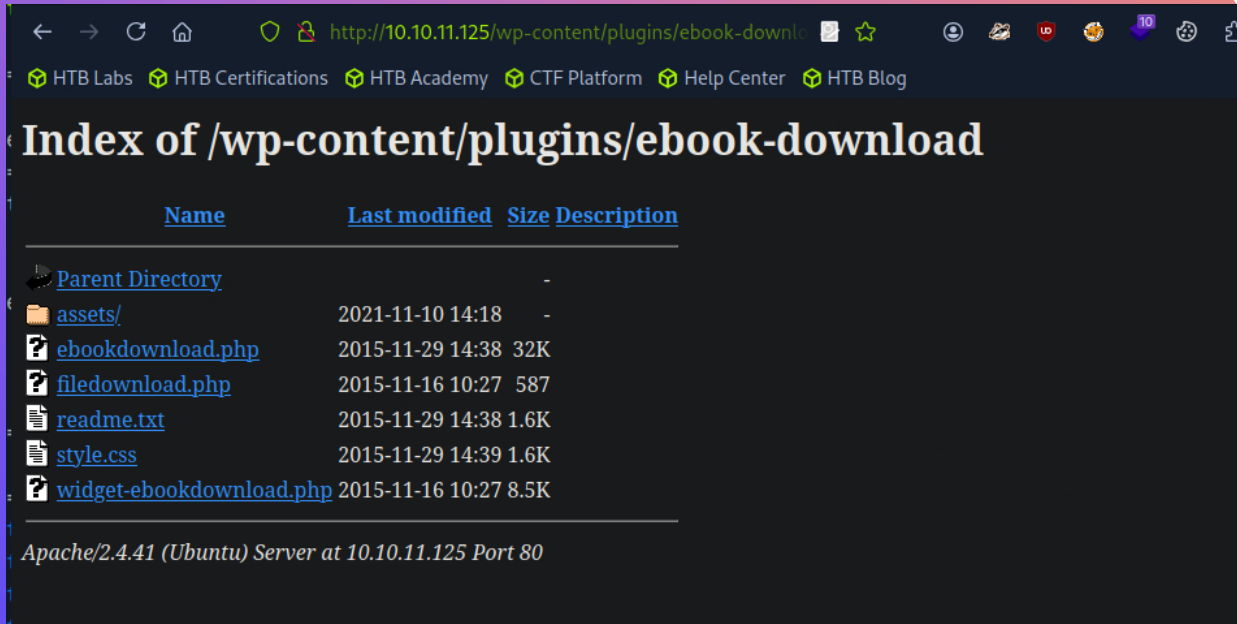 http://10.10.11.125/wp-content/plugins/ebook-downlo
10
HTB Labs HTB Certifications HTB Academy CTF Platform Help Center HTB Blog
Index of /wp-content/plugins/ebook-download
Name Last modified Size Description
Parent Directory -
assets/ 2021-11-10 14:18 -
ebookdownload.php 2015-11-29 14:38 32K
filedownload.php 2015-11-16 10:27 587
readme.txt 2015-11-29 14:38 1.6K
style.css 2015-11-29 14:39 1.6K
widget-ebookdownload.php 2015-11-16 10:27 8.5K
Apache/2.4.41 (Ubuntu) Server at 10.10.11.125 Port 80